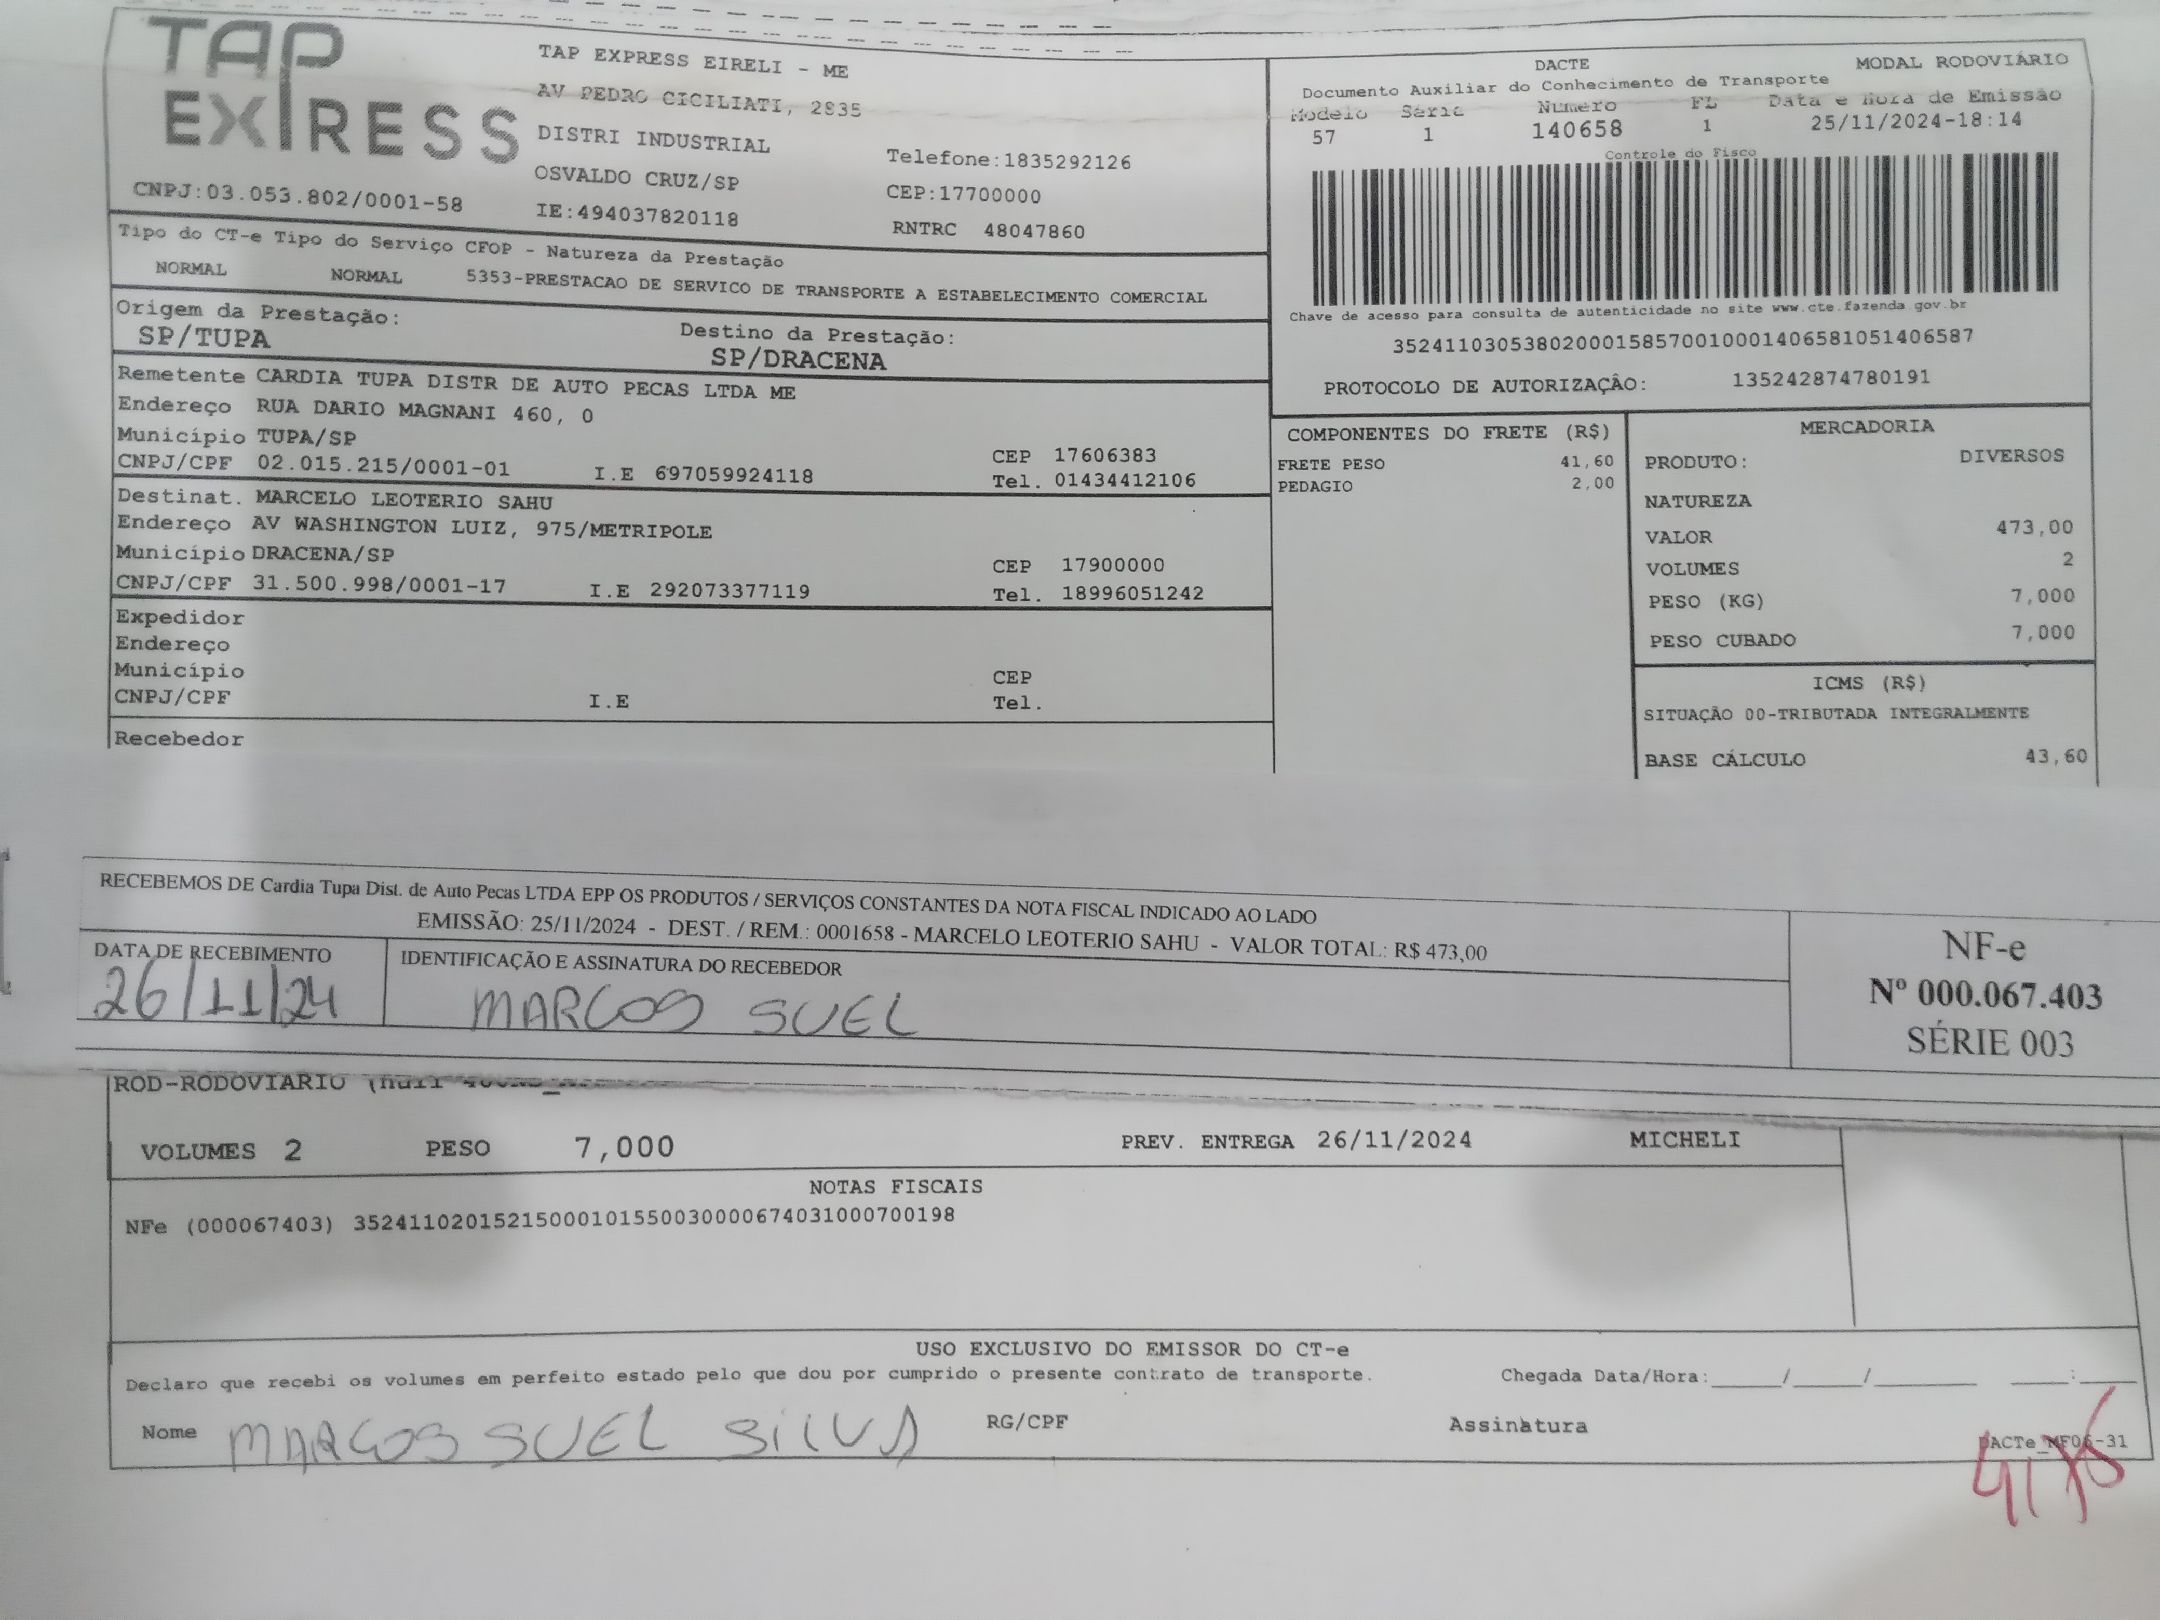 TAP EXPRESS
TAP EXPRESS EIRELI - ME
AV PEDRO CICILIATI, 2835
DISTRI INDUSTRIAL
OSVALDO CRUZ/SP
Telefone:1835292126
CEP:17700000
CNPJ:03.053.802/0001-58
IE:494037820118
RNTRC 48047860
DACTE MODAL RODOVIÁRIO
Documento Auxiliar do Conhecimento de Transporte
Modelo Série Número FL Data e Hora de Emissão
57 1 140658 1 25/11/2024-18:14
Controle do Fisco
Chave de acesso para consulta de autenticidade no site www.cte.fazenda.gov.br
35241103053802000158570010001406581051406587
PROTOCOLO DE AUTORIZAÇÃO: 135242874780191
Tipo do CT-e Tipo do Serviço CFOP - Natureza da Prestação
NORMAL NORMAL 5353-PRESTACAO DE SERVICO DE TRANSPORTE A ESTABELECIMENTO COMERCIAL
Origem da Prestação: Destino da Prestação:
SP/TUPA SP/DRACENA
Remetente CARDIA TUPA DISTR DE AUTO PECAS LTDA ME
Endereço RUA DARIO MAGNANI 460, 0
Município TUPA/SP CEP 17606383
CNPJ/CPF 02.015.215/0001-01 I.E 697059924118 Tel. 01434412106
Destinat. MARCELO LEOTERIO SAHU
Endereço AV WASHINGTON LUIZ, 975/METRIPOLE
Município DRACENA/SP CEP 17900000
CNPJ/CPF 31.500.998/0001-17 I.E 292073377119 Tel. 18996051242
Expedidor
Endereço
Município CEP
CNPJ/CPF I.E Tel.
Recebedor
COMPONENTES DO FRETE (R$)
FRETE PESO 41,60
PEDAGIO 2,00
MERCADORIA
PRODUTO: DIVERSOS
NATUREZA
VALOR 473,00
VOLUMES 2
PESO (KG) 7,000
PESO CUBADO 7,000
ICMS (R$)
SITUAÇÃO 00-TRIBUTADA INTEGRALMENTE
BASE CÁLCULO 43,60
RECEBEMOS DE Cardia Tupa Dist. de Auto Pecas LTDA EPP OS PRODUTOS / SERVIÇOS CONSTANTES DA NOTA FISCAL INDICADO AO LADO
EMISSÃO: 25/11/2024 - DEST. / REM.: 0001658 - MARCELO LEOTERIO SAHU - VALOR TOTAL: R$ 473,00
DATA DE RECEBIMENTO IDENTIFICAÇÃO E ASSINATURA DO RECEBEDOR
26/11/24 MARCOS SUEL
NF-e
Nº 000.067.403
SÉRIE 003
ROD-RODOVIARIO
VOLUMES 2 PESO 7,000 PREV. ENTREGA 26/11/2024 MICHELI
NOTAS FISCAIS
NFe (000067403) 35241102015215000101550030000674031000700198
USO EXCLUSIVO DO EMISSOR DO CT-e
Declaro que recebi os volumes em perfeito estado pelo que dou por cumprido o presente contrato de transporte. Chegada Data/Hora:____/____/______ ____:____
Nome MARCOS SUEL SILVA RG/CPF Assinatura
DACTe_MF06-31